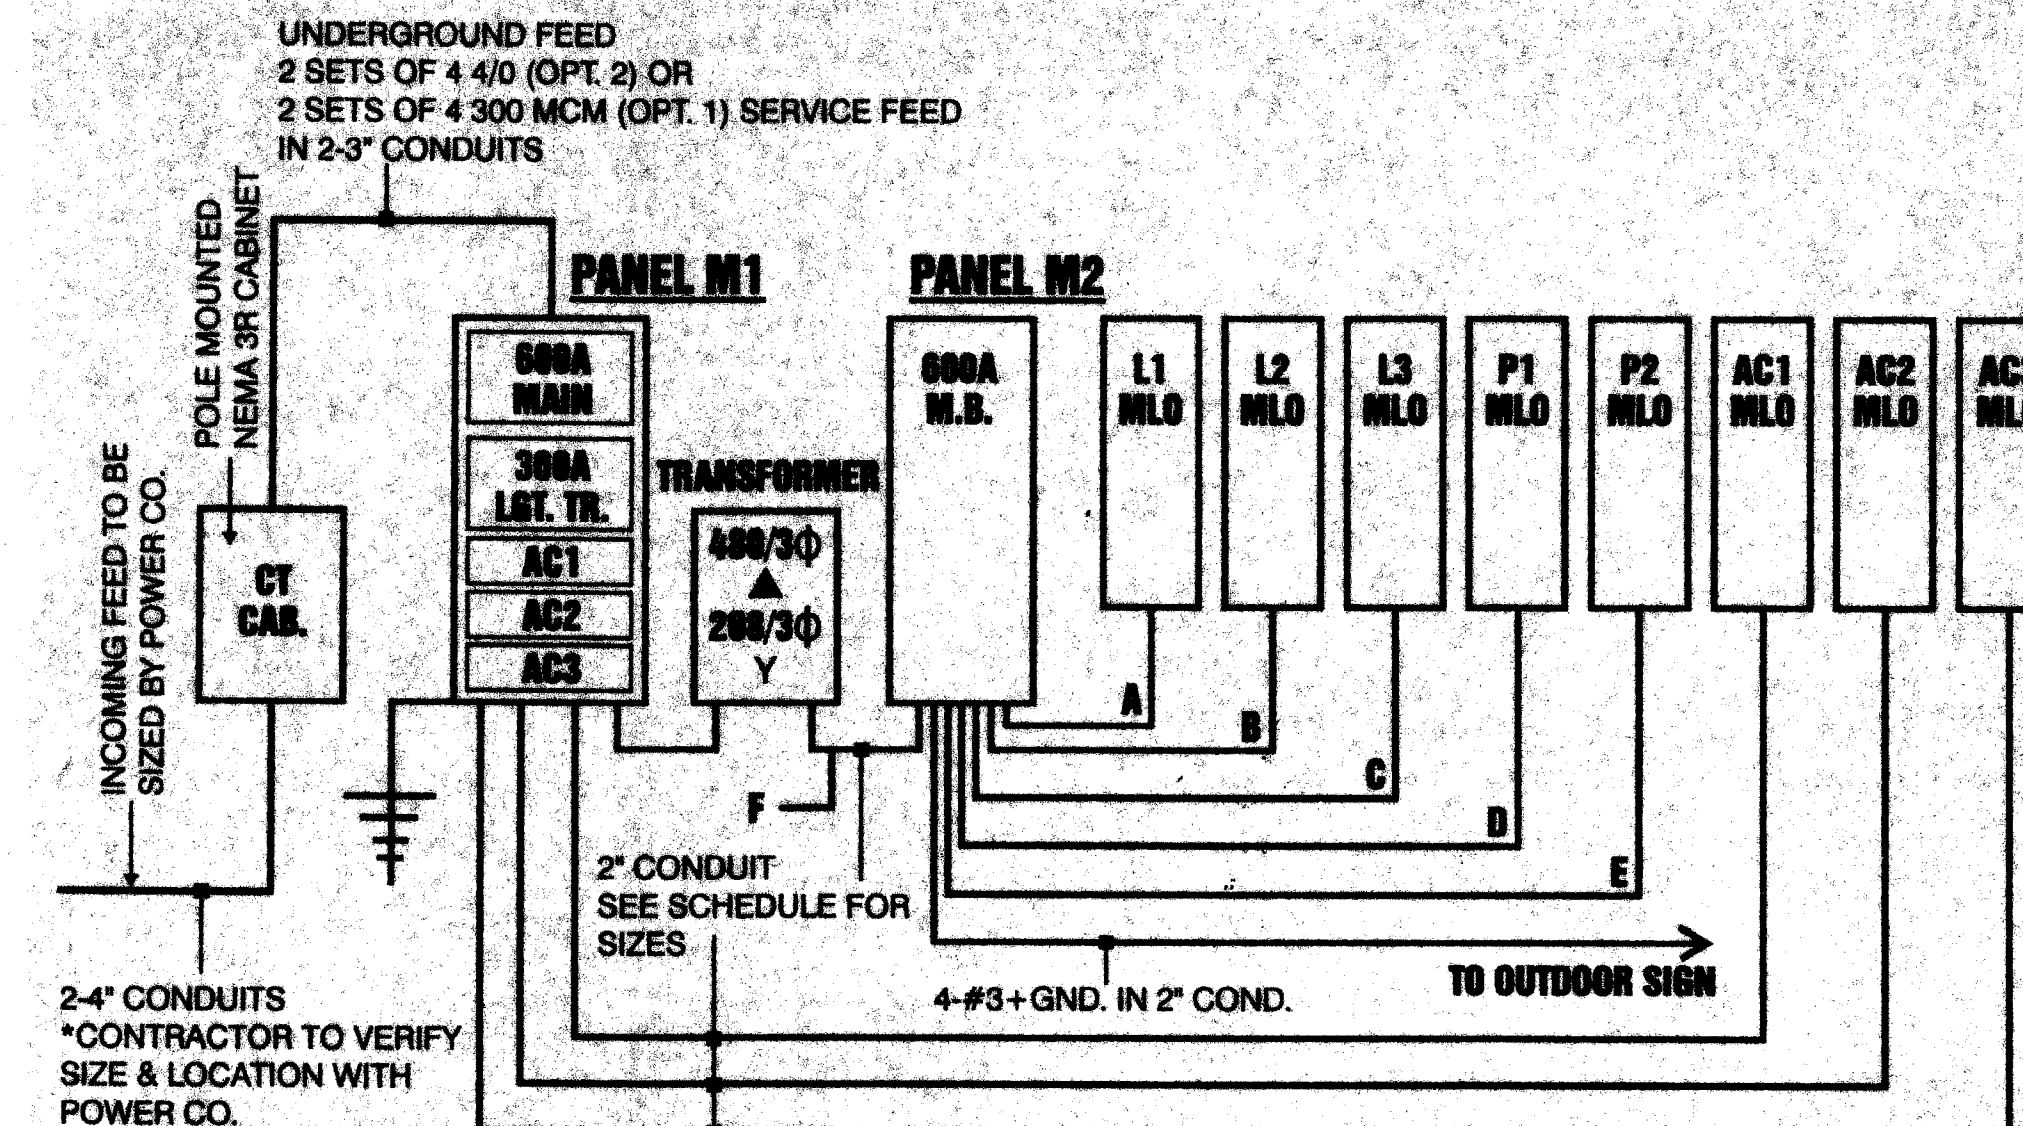 UNDERGROUND FEED
2 SETS OF 4 4/0 (OPT. 2) OR
2 SETS OF 4 300 MCM (OPT. 1) SERVICE FEED
IN 2-3" CONDUITS
POLE MOUNTED
NEMA 3R CABINET
INCOMING FEED TO BE
SIZED BY POWER CO.
CT
CAB.
2-4" CONDUITS
*CONTRACTOR TO VERIFY
SIZE & LOCATION WITH
POWER CO.
PANEL M1
600A
MAIN
300A
LGT. TR.
AC1
AC2
AC3
TRANSFORMER
480/3ϕ
▲
208/3ϕ
Y
F
2" CONDUIT
SEE SCHEDULE FOR
SIZES
PANEL M2
600A
M.B.
L1
MLO
L2
MLO
L3
MLO
P1
MLO
P2
MLO
AC1
MLO
AC2
MLO
A
B
C
D
E
TO OUTDOOR SIGN
4-#3+GND. IN 2" COND.